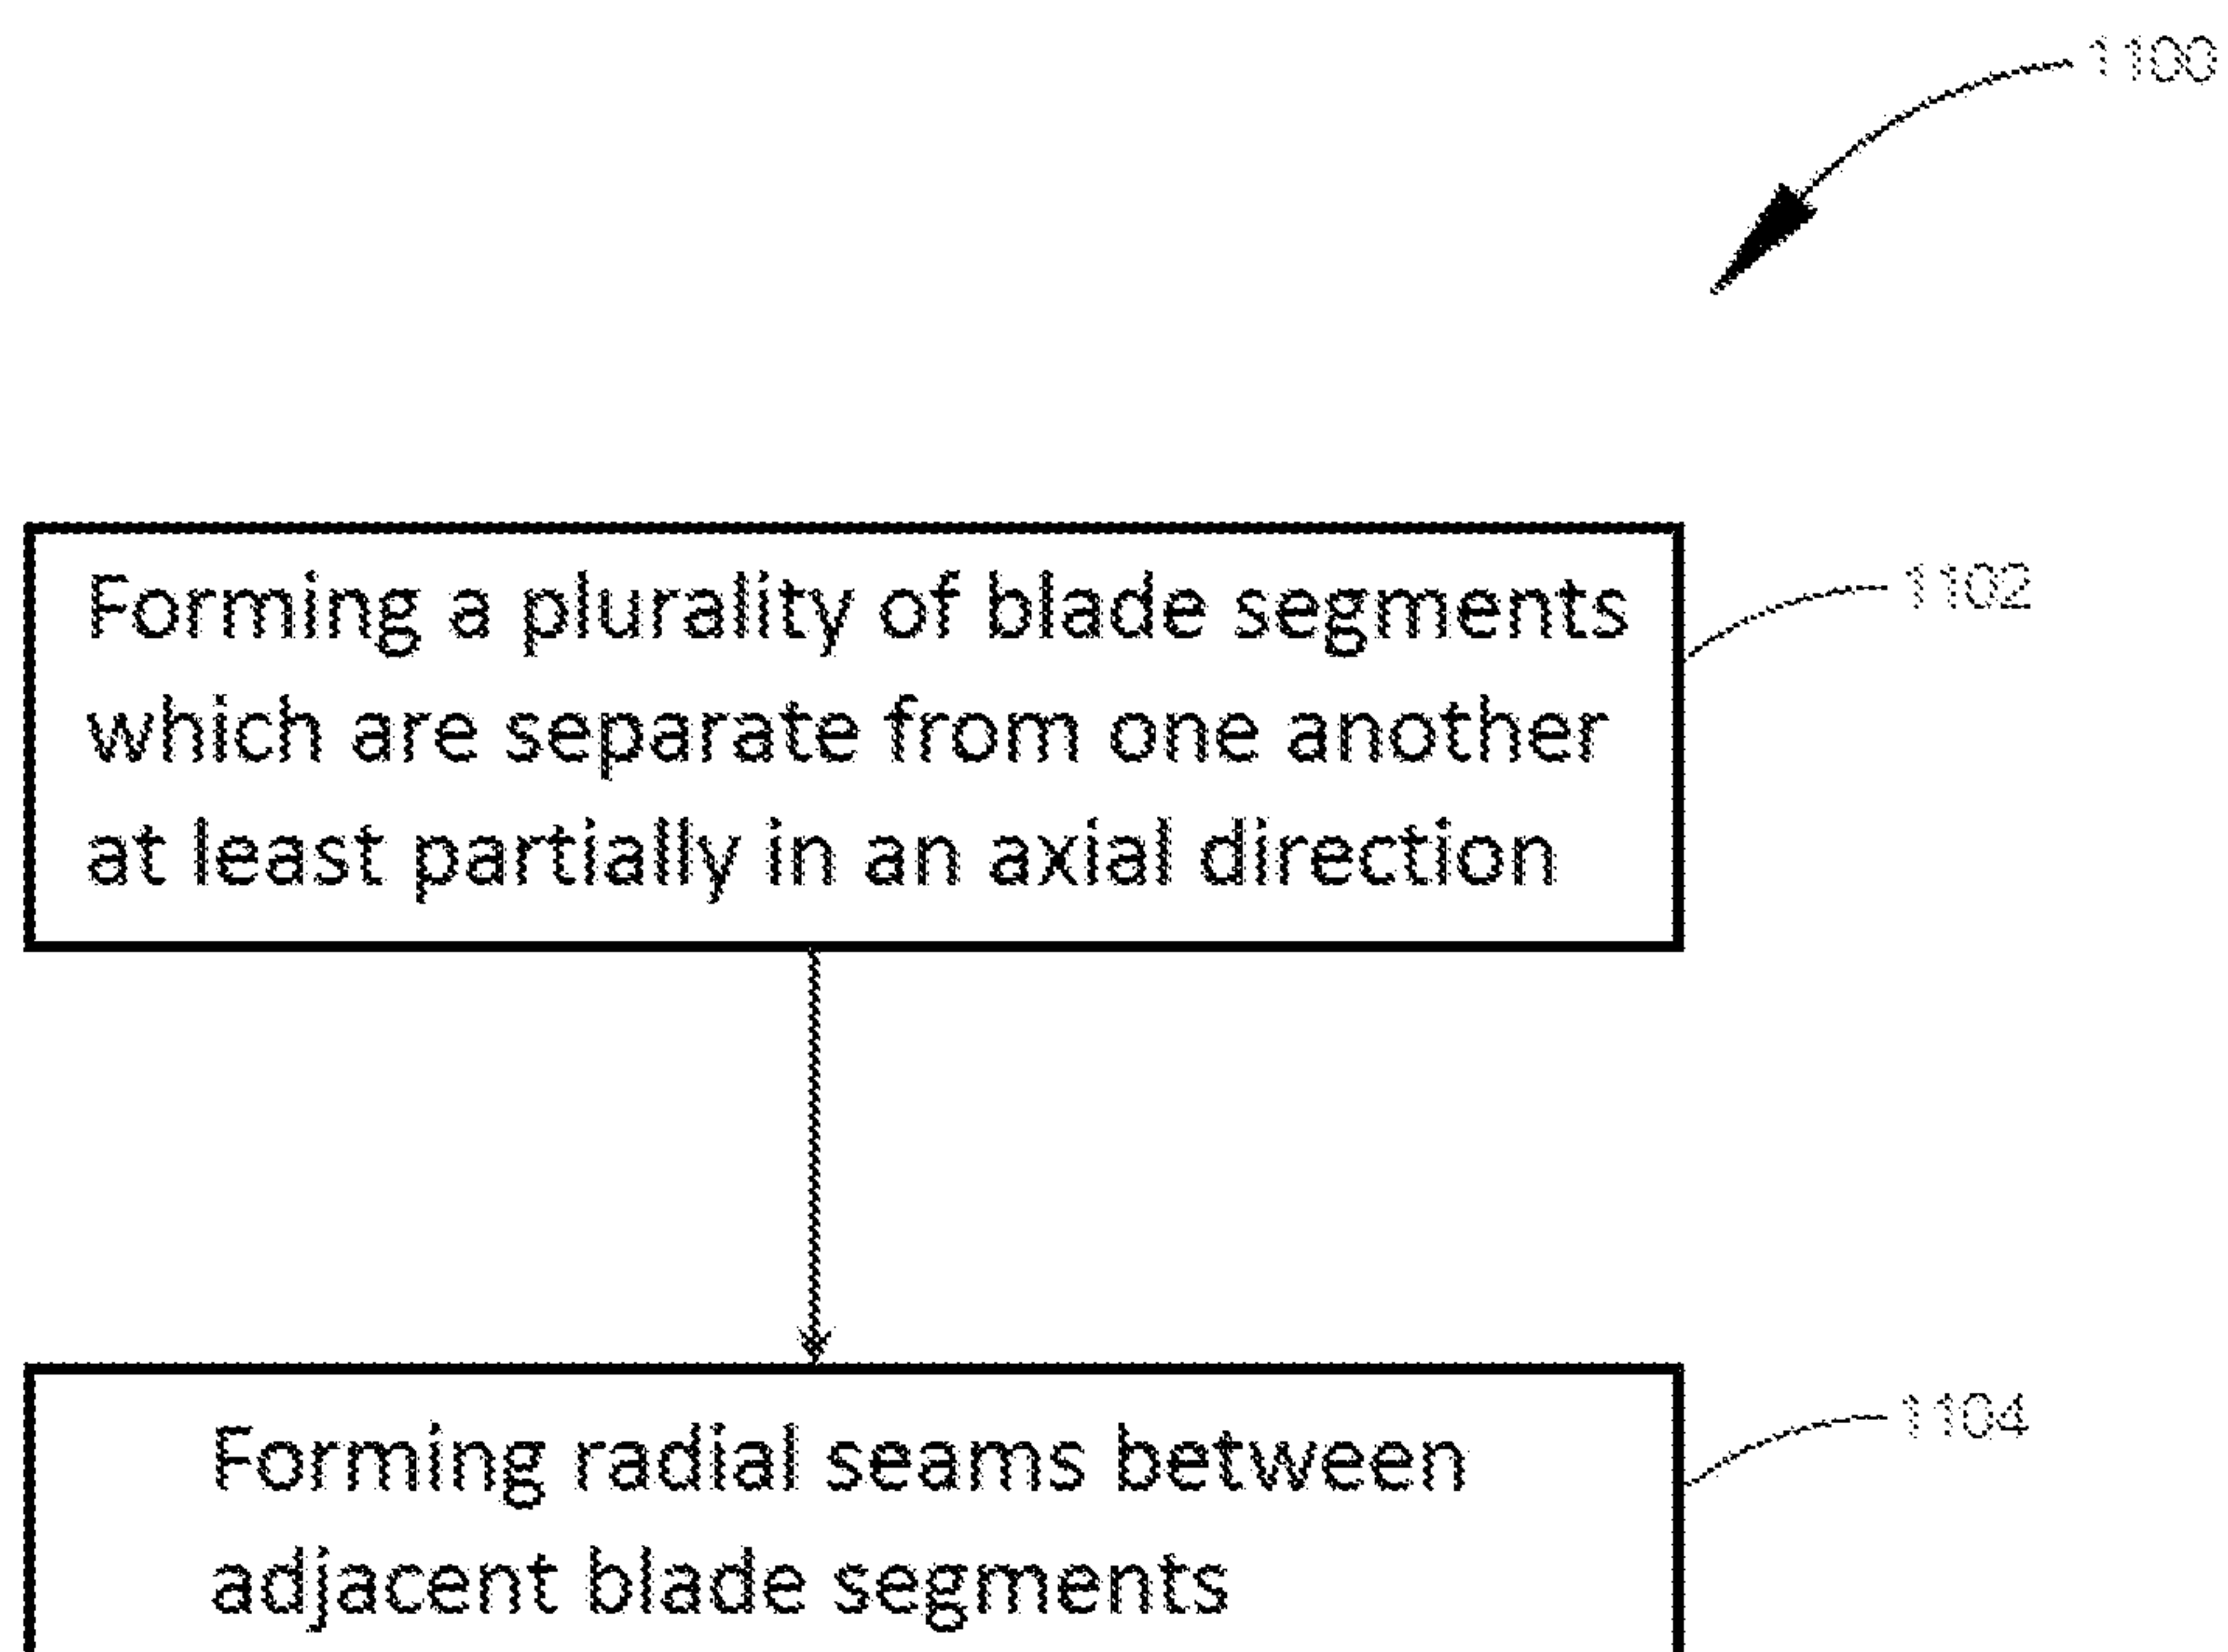 1100
Forming a plurality of blade segments
which are separate from one another
at least partially in an axial direction
1102
Forming radial seams between
adjacent blade segments
1104